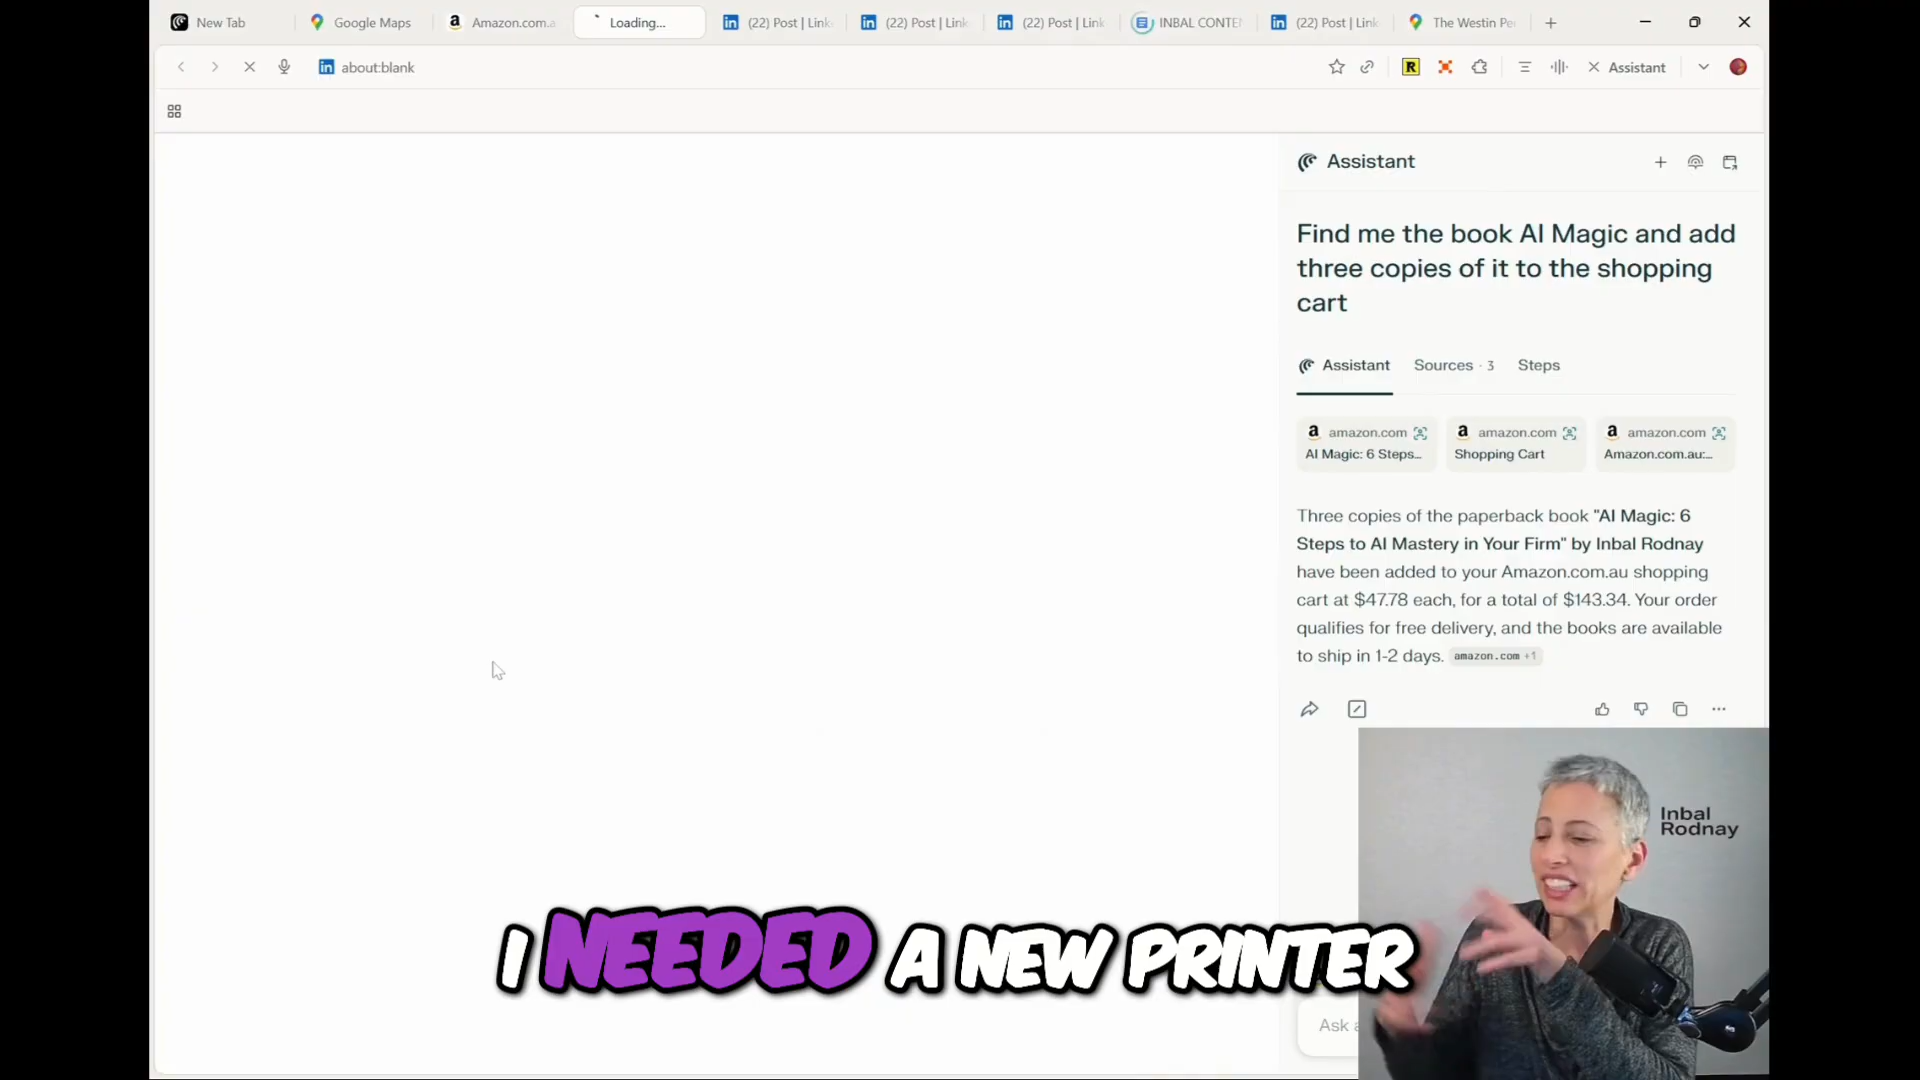 New Tab
Google Maps
Amazon.com.a
Loading...
(22) Post | Link
(22) Post | Link
(22) Post | Link
INBAL CONTEN
(22) Post | Link
The Westin Pe
about:blank
Assistant
Assistant
Find me the book AI Magic and add
three copies of it to the shopping
cart
Assistant
Sources · 3
Steps
amazon.com
AI Magic: 6 Steps...
amazon.com
Shopping Cart
amazon.com
Amazon.com.au:...
Three copies of the paperback book "AI Magic: 6
Steps to AI Mastery in Your Firm" by Inbal Rodnay
have been added to your Amazon.com.au shopping
cart at $47.78 each, for a total of $143.34. Your order
qualifies for free delivery, and the books are available
to ship in 1-2 days. amazon.com +1
Inbal
Rodnay
I NEEDED A NEW PRINTER
Ask a